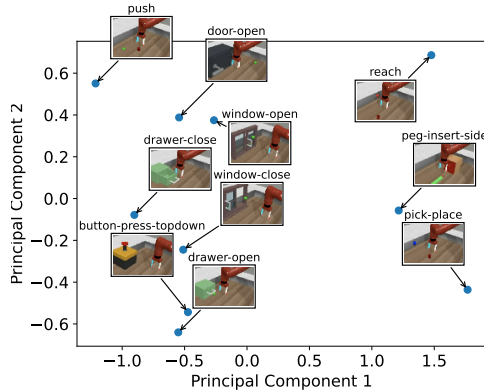 push
door-open
reach
window-open
drawer-close
peg-insert-side
window-close
pick-place
button-press-topdown
drawer-open
Principal Component 2
0.6
0.4
0.2
0.0
−0.2
−0.4
−0.6
−1.0
−0.5
0.0
0.5
1.0
1.5
Principal Component 1